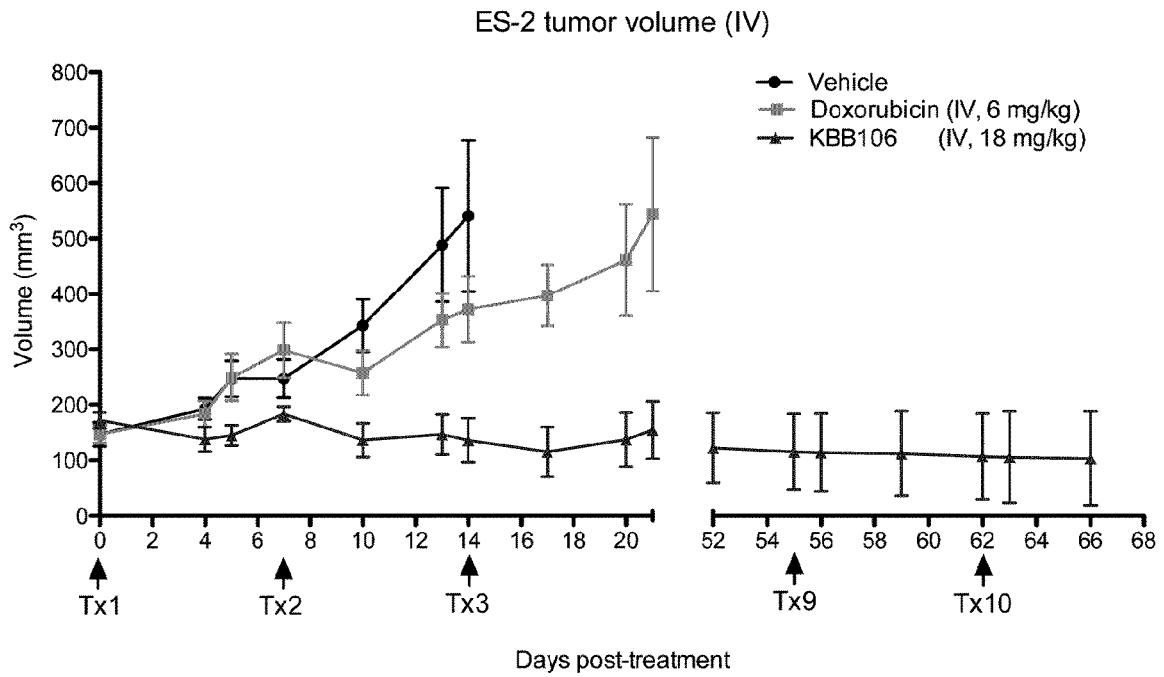 ES-2 tumor volume (IV)
Vehicle
Doxorubicin (IV, 6 mg/kg)
KBB106 (IV, 18 mg/kg)
Volume (mm³)
800
700
600
500
400
300
200
100
0
0 2 4 6 8 10 12 14 16 18 20 52 54 56 58 60 62 64 66 68
Tx1 Tx2 Tx3 Tx9 Tx10
Days post-treatment